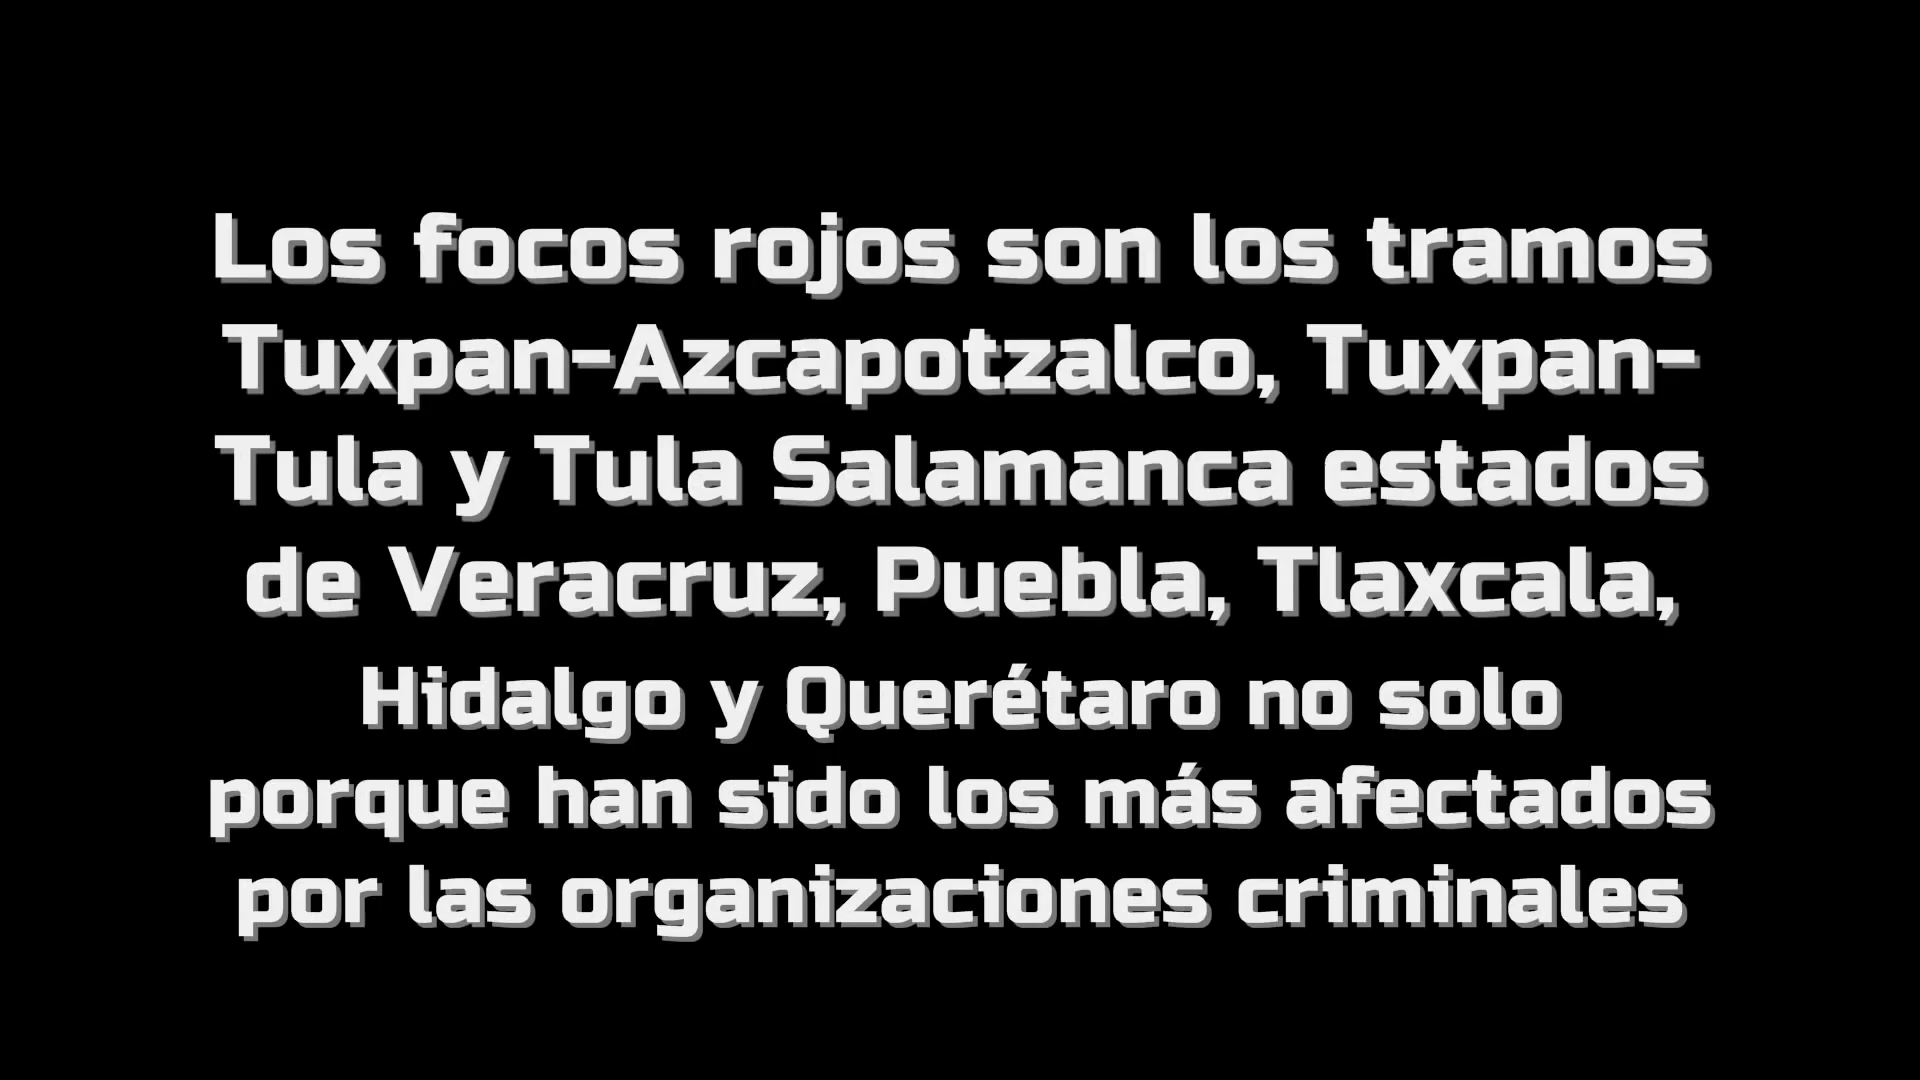 Los focos rojos son los tramos
Tuxpan-Azcapotzalco, Tuxpan-
Tula y Tula Salamanca estados
de Veracruz, Puebla, Tlaxcala,
Hidalgo y Querétaro no solo
porque han sido los más afectados
por las organizaciones criminales